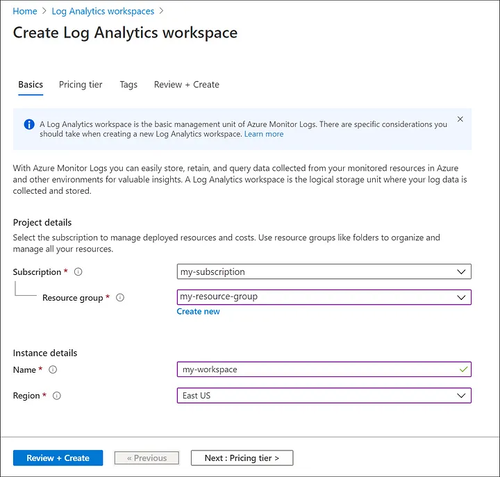 Home > Log Analytics workspaces >
Create Log Analytics workspace
Basics Pricing tier Tags Review + Create
A Log Analytics workspace is the basic management unit of Azure Monitor Logs. There are specific considerations you
should take when creating a new Log Analytics workspace. Learn more
With Azure Monitor Logs you can easily store, retain, and query data collected from your monitored resources in Azure
and other environments for valuable insights. A Log Analytics workspace is the logical storage unit where your log data is
collected and stored.
Project details
Select the subscription to manage deployed resources and costs. Use resource groups like folders to organize and
manage all your resources.
Subscription * my-subscription
Resource group * my-resource-group
Create new
Instance details
Name * my-workspace
Region * East US
Review + Create « Previous Next : Pricing tier >